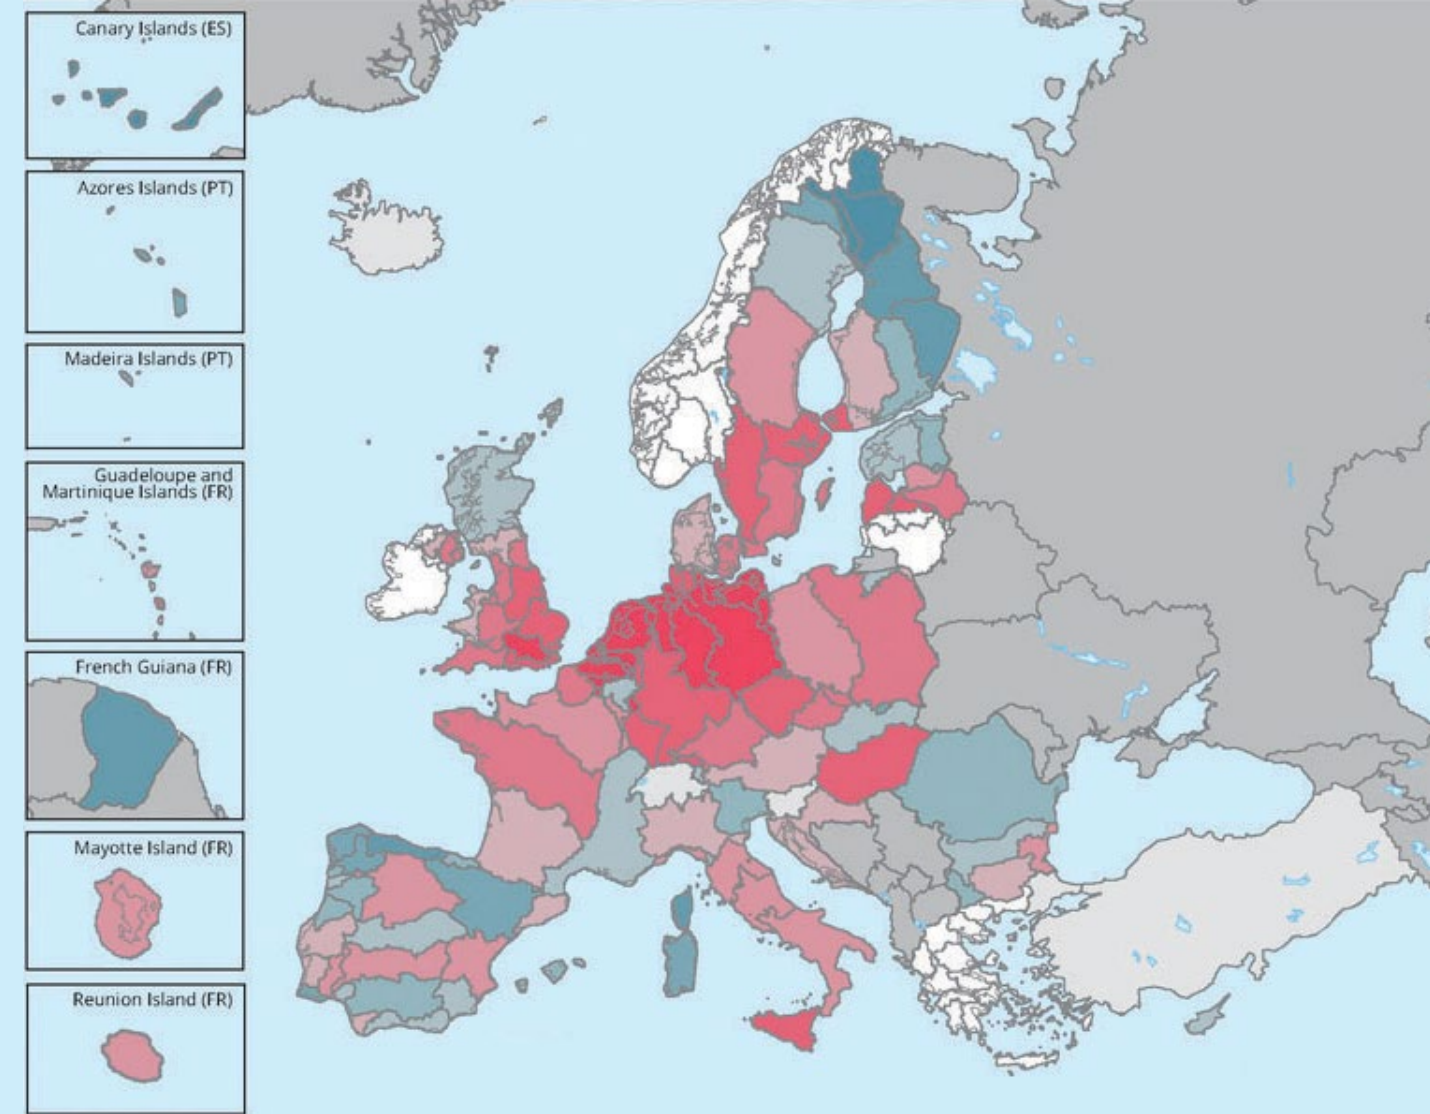 Canary Islands (ES)
Azores Islands (PT)
Madeira Islands (PT)
Guadeloupe and
Martinique Islands (FR)
French Guiana (FR)
Mayotte Island (FR)
Reunion Island (FR)